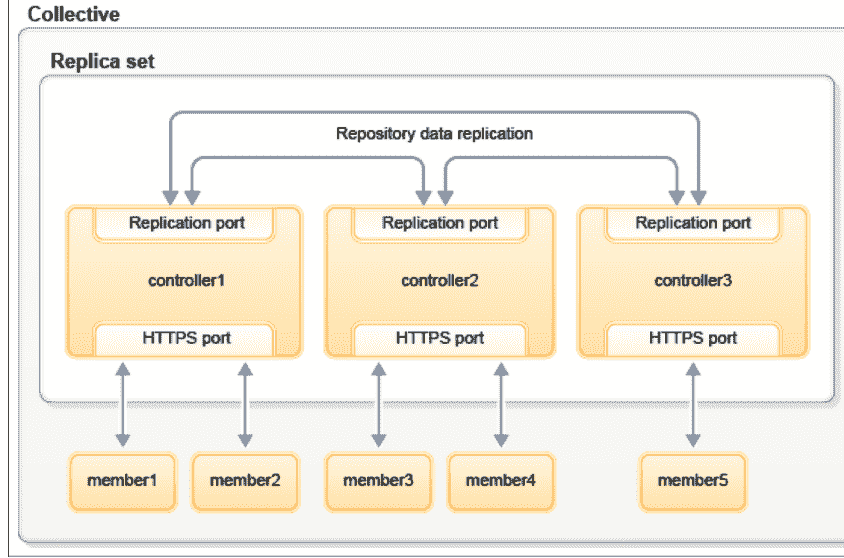 Collective
Replica set
Repository data replication
Replication port
Replication port
Replication port
controller1
controller2
controller3
HTTPS port
HTTPS port
HTTPS port
member1
member2
member3
member4
member5